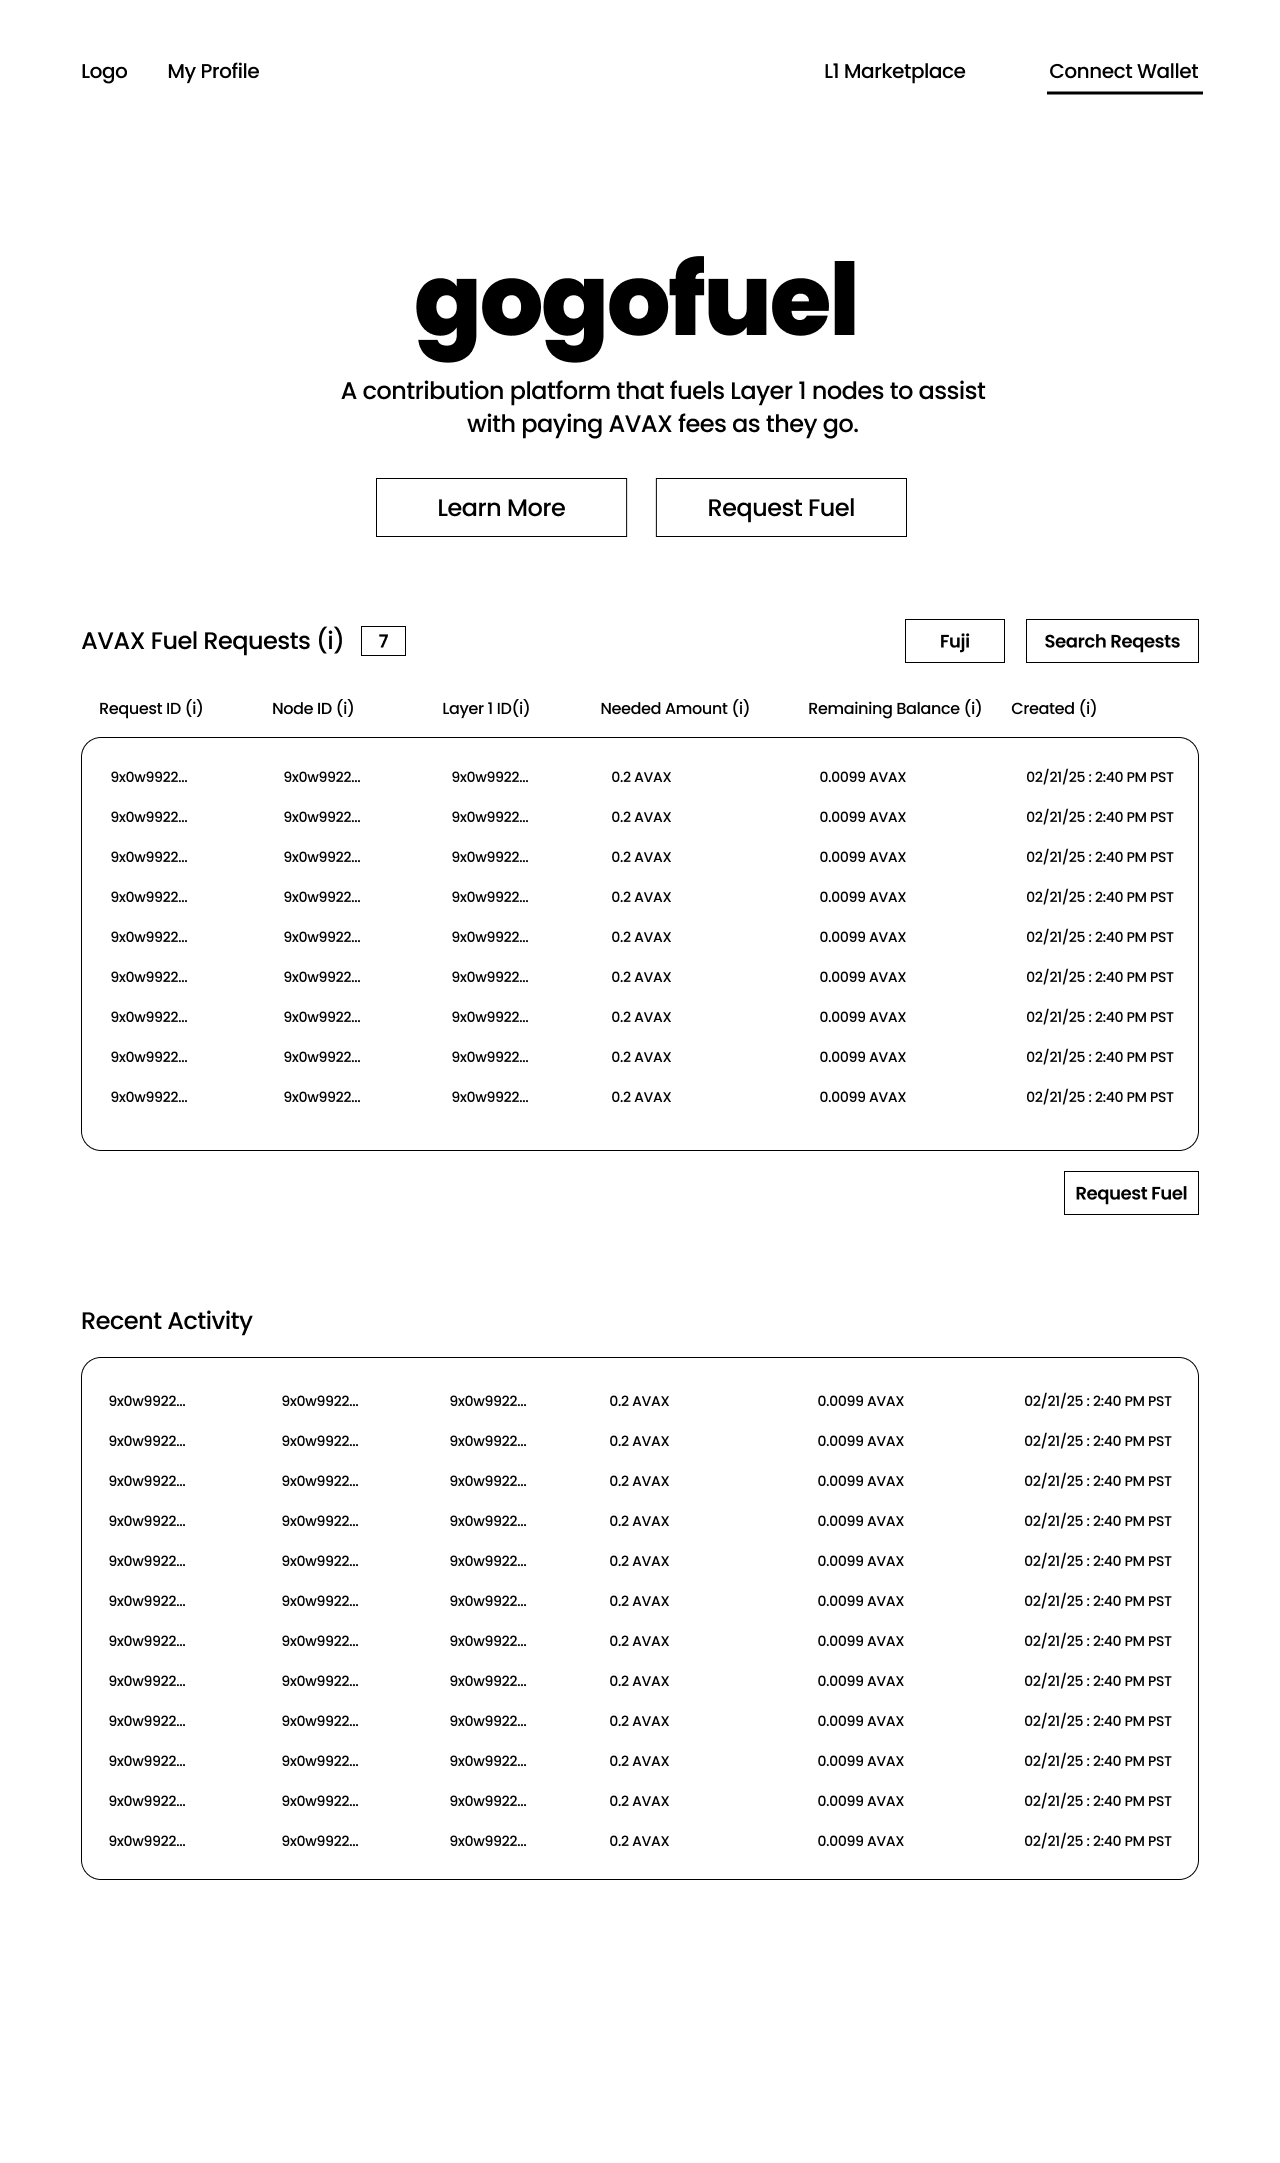 Logo My Profile L1 Marketplace Connect Wallet
gogofuel
A contribution platform that fuels Layer 1 nodes to assist
with paying AVAX fees as they go.
Learn More Request Fuel
AVAX Fuel Requests (i) 7 Fuji Search Reqests
Request ID (i) Node ID (i) Layer 1 ID(i) Needed Amount (i) Remaining Balance (i) Created (i)
9x0w9922... 9x0w9922... 9x0w9922... 0.2 AVAX 0.0099 AVAX 02/21/25 : 2:40 PM PST
9x0w9922... 9x0w9922... 9x0w9922... 0.2 AVAX 0.0099 AVAX 02/21/25 : 2:40 PM PST
9x0w9922... 9x0w9922... 9x0w9922... 0.2 AVAX 0.0099 AVAX 02/21/25 : 2:40 PM PST
9x0w9922... 9x0w9922... 9x0w9922... 0.2 AVAX 0.0099 AVAX 02/21/25 : 2:40 PM PST
9x0w9922... 9x0w9922... 9x0w9922... 0.2 AVAX 0.0099 AVAX 02/21/25 : 2:40 PM PST
9x0w9922... 9x0w9922... 9x0w9922... 0.2 AVAX 0.0099 AVAX 02/21/25 : 2:40 PM PST
9x0w9922... 9x0w9922... 9x0w9922... 0.2 AVAX 0.0099 AVAX 02/21/25 : 2:40 PM PST
9x0w9922... 9x0w9922... 9x0w9922... 0.2 AVAX 0.0099 AVAX 02/21/25 : 2:40 PM PST
9x0w9922... 9x0w9922... 9x0w9922... 0.2 AVAX 0.0099 AVAX 02/21/25 : 2:40 PM PST
Request Fuel
Recent Activity
9x0w9922... 9x0w9922... 9x0w9922... 0.2 AVAX 0.0099 AVAX 02/21/25 : 2:40 PM PST
9x0w9922... 9x0w9922... 9x0w9922... 0.2 AVAX 0.0099 AVAX 02/21/25 : 2:40 PM PST
9x0w9922... 9x0w9922... 9x0w9922... 0.2 AVAX 0.0099 AVAX 02/21/25 : 2:40 PM PST
9x0w9922... 9x0w9922... 9x0w9922... 0.2 AVAX 0.0099 AVAX 02/21/25 : 2:40 PM PST
9x0w9922... 9x0w9922... 9x0w9922... 0.2 AVAX 0.0099 AVAX 02/21/25 : 2:40 PM PST
9x0w9922... 9x0w9922... 9x0w9922... 0.2 AVAX 0.0099 AVAX 02/21/25 : 2:40 PM PST
9x0w9922... 9x0w9922... 9x0w9922... 0.2 AVAX 0.0099 AVAX 02/21/25 : 2:40 PM PST
9x0w9922... 9x0w9922... 9x0w9922... 0.2 AVAX 0.0099 AVAX 02/21/25 : 2:40 PM PST
9x0w9922... 9x0w9922... 9x0w9922... 0.2 AVAX 0.0099 AVAX 02/21/25 : 2:40 PM PST
9x0w9922... 9x0w9922... 9x0w9922... 0.2 AVAX 0.0099 AVAX 02/21/25 : 2:40 PM PST
9x0w9922... 9x0w9922... 9x0w9922... 0.2 AVAX 0.0099 AVAX 02/21/25 : 2:40 PM PST
9x0w9922... 9x0w9922... 9x0w9922... 0.2 AVAX 0.0099 AVAX 02/21/25 : 2:40 PM PST